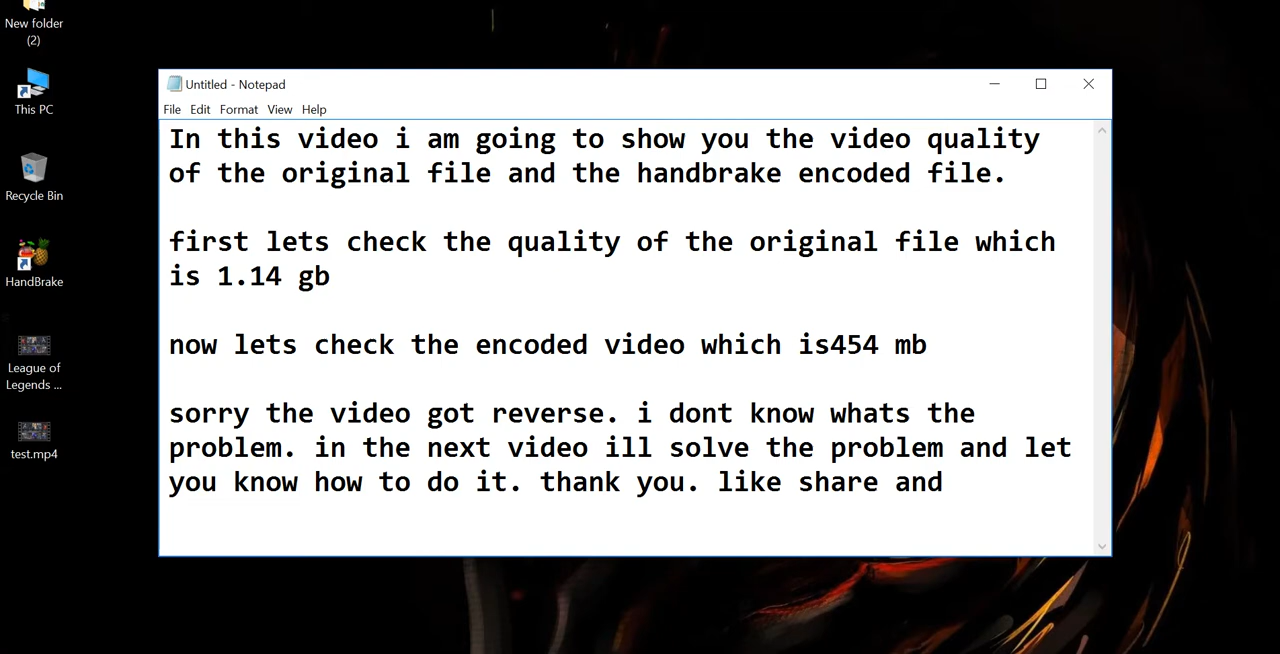 New folder
(2)
This PC
Recycle Bin
HandBrake
League of
Legends ...
test.mp4
Untitled - Notepad
File Edit Format View Help
In this video i am going to show you the video quality
of the original file and the handbrake encoded file.
first lets check the quality of the original file which
is 1.14 gb
now lets check the encoded video which is454 mb
sorry the video got reverse. i dont know whats the
problem. in the next video ill solve the problem and let
you know how to do it. thank you. like share and